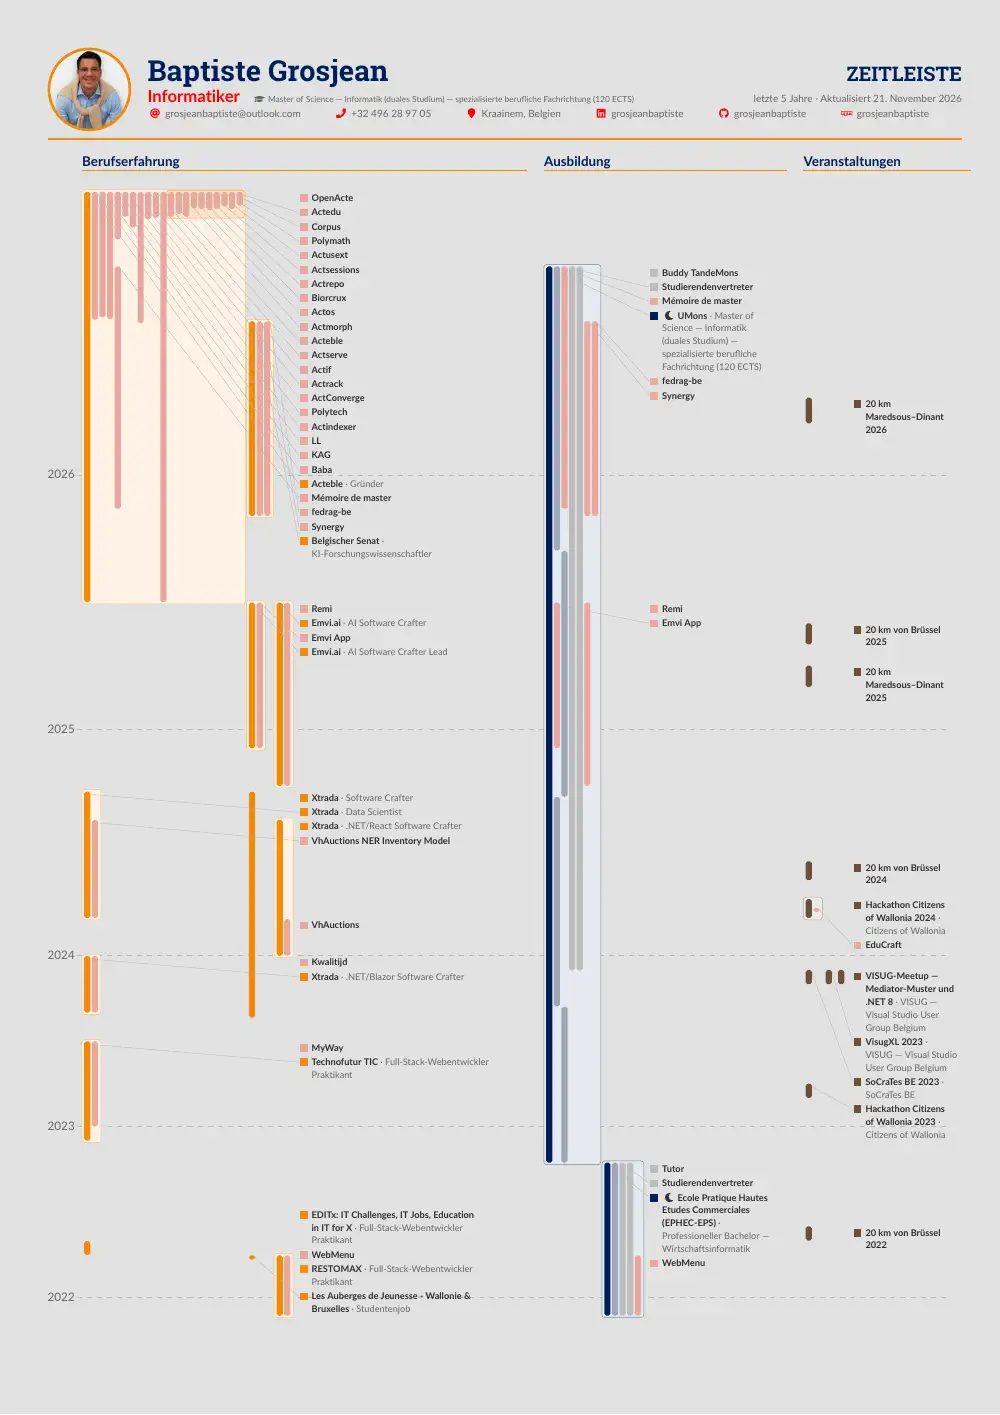 Baptiste Grosjean
ZEITLEISTE
Informatiker
Master of Science — Informatik (duales Studium) — spezialisierte berufliche Fachrichtung (120 ECTS)
letzte 5 Jahre · Aktualisiert 21. November 2026
grosjeanbaptiste@outlook.com
+32 496 28 97 05
Kraainem, Belgien
grosjeanbaptiste
grosjeanbaptiste
grosjeanbaptiste
Berufserfahrung
OpenActe
Actedu
Corpus
Polymath
Actusext
Actsessions
Actrepo
Biorcrux
Actos
Actmorph
Acteble
Actserve
Actif
Actrack
ActConverge
Polytech
Actindexer
LL
KAG
Baba
Acteble · Gründer
Mémoire de master
fedrag-be
Synergy
Belgischer Senat ·
KI-Forschungswissenschaftler
Remi
Emvi.ai · AI Software Crafter
Emvi App
Emvi.ai · AI Software Crafter Lead
Xtrada · Software Crafter
Xtrada · Data Scientist
Xtrada · .NET/React Software Crafter
VhAuctions NER Inventory Model
VhAuctions
Kwalitijd
Xtrada · .NET/Blazor Software Crafter
MyWay
Technofutur TIC · Full-Stack-Webentwickler
Praktikant
EDITx: IT Challenges, IT Jobs, Education
in IT for X · Full-Stack-Webentwickler
Praktikant
WebMenu
RESTOMAX · Full-Stack-Webentwickler
Praktikant
Les Auberges de Jeunesse - Wallonie &
Bruxelles · Studentenjob
2026
2025
2024
2023
2022
Ausbildung
Buddy TandeMons
Studierendenvertreter
Mémoire de master
UMons · Master of
Science — Informatik
(duales Studium) —
spezialisierte berufliche
Fachrichtung (120 ECTS)
fedrag-be
Synergy
Remi
Emvi App
Tutor
Studierendenvertreter
Ecole Pratique Hautes
Etudes Commerciales
(EPHEC-EPS) ·
Professioneller Bachelor —
Wirtschaftsinformatik
WebMenu
Veranstaltungen
20 km
Maredsous–Dinant
2026
20 km von Brüssel
2025
20 km
Maredsous–Dinant
2025
20 km von Brüssel
2024
Hackathon Citizens
of Wallonia 2024 ·
Citizens of Wallonia
EduCraft
VISUG-Meetup —
Mediator-Muster und
.NET 8 · VISUG —
Visual Studio User
Group Belgium
VisugXL 2023 ·
VISUG — Visual Studio
User Group Belgium
SoCraTes BE 2023 ·
SoCraTes BE
Hackathon Citizens
of Wallonia 2023 ·
Citizens of Wallonia
20 km von Brüssel
2022